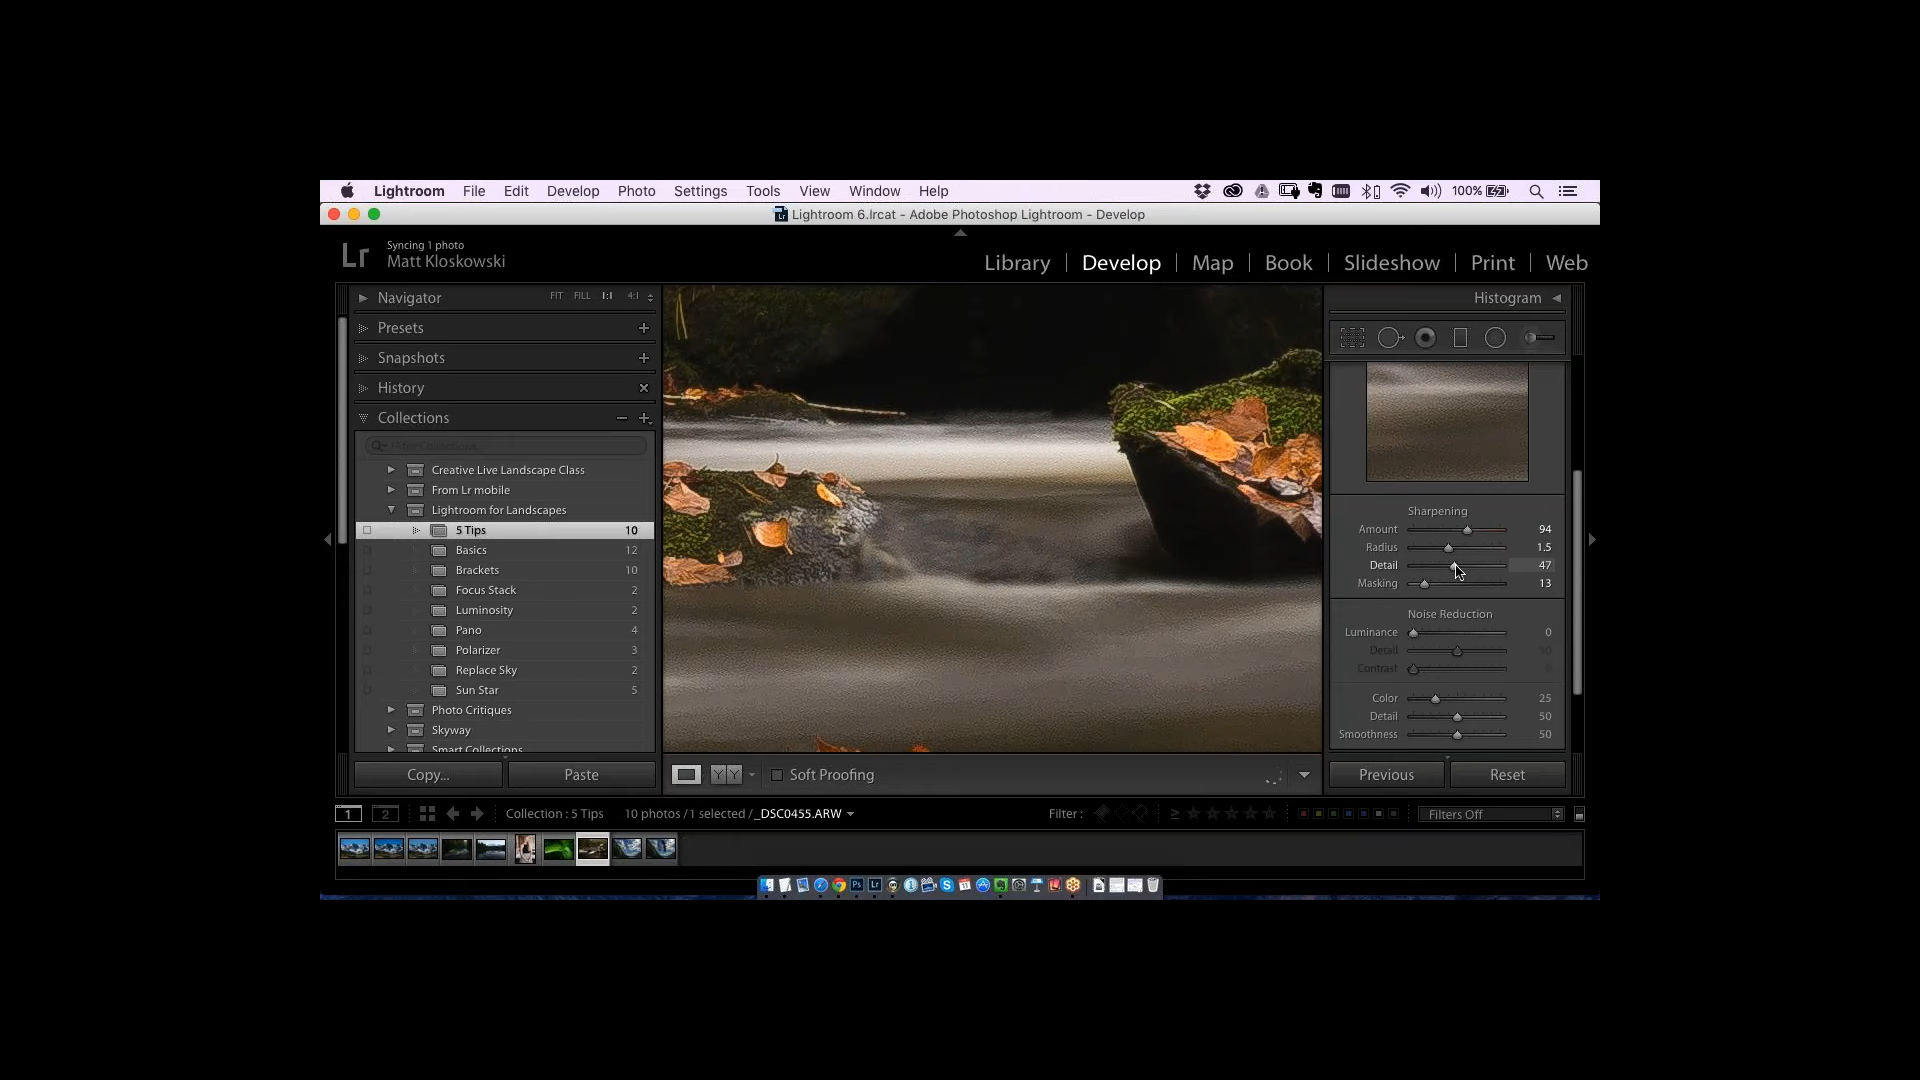 Lightroom File Edit Develop Photo Settings Tools View Window Help 100%
Lightroom 6.lrcat - Adobe Photoshop Lightroom - Develop
Lr Syncing 1 photo
Matt Kloskowski
Library | Develop | Map | Book | Slideshow | Print | Web
Navigator FIT FILL 1:1 4:1
Histogram
Presets
Snapshots
History
Collections
Creative Live Landscape Class
From Lr mobile
Lightroom for Landscapes
5 Tips 10
Basics 12
Brackets 10
Focus Stack 2
Luminosity 2
Pano 4
Polarizer 3
Replace Sky 2
Sun Star 5
Photo Critiques
Skyway
Smart Collections
Copy... Paste
Sharpening
Amount 94
Radius 1.5
Detail 47
Masking 13
Noise Reduction
Luminance 0
Detail
Contrast
Color 25
Detail 50
Smoothness 50
Y Y Soft Proofing
Previous Reset
1 2 Collection : 5 Tips 10 photos / 1 selected / _DSC0455.ARW Filter : ≥ Filters Off
Ps Lr